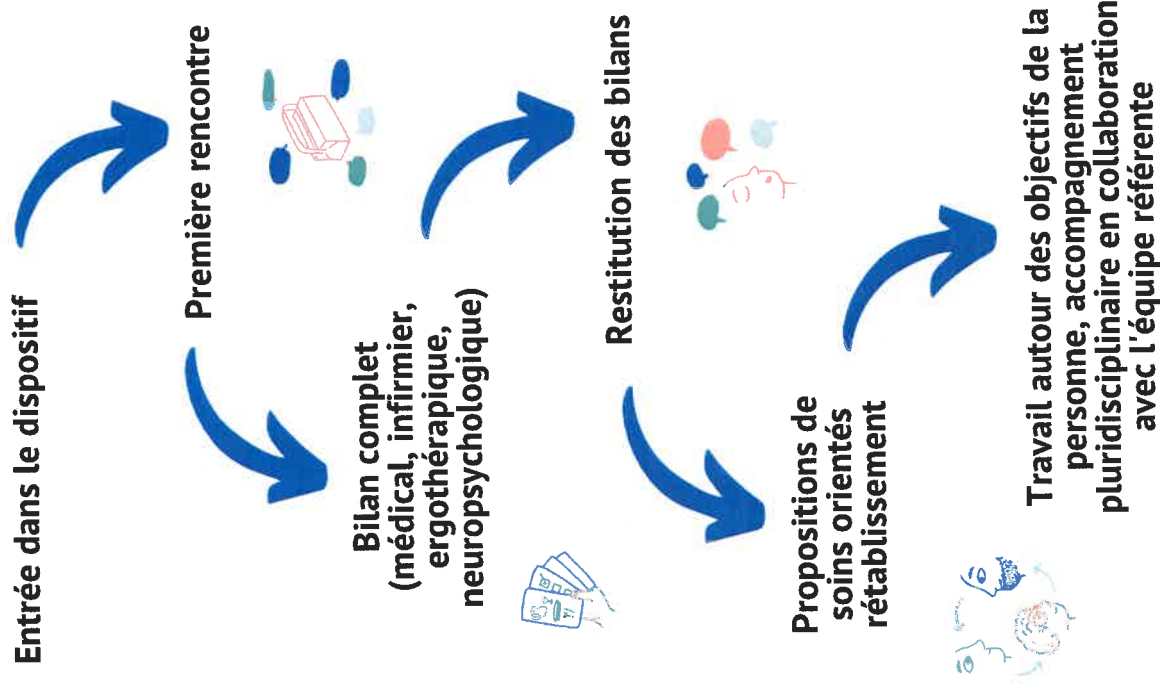 Entrée dans le dispositif
Première rencontre
Bilan complet
(médical, infirmier,
ergothérapique,
neuropsychologique)
Restitution des bilans
Propositions de
soins orientés
rétablissement
Travail autour des objectifs de la
personne, accompagnement
pluridisciplinaire en collaboration
avec l'équipe référente